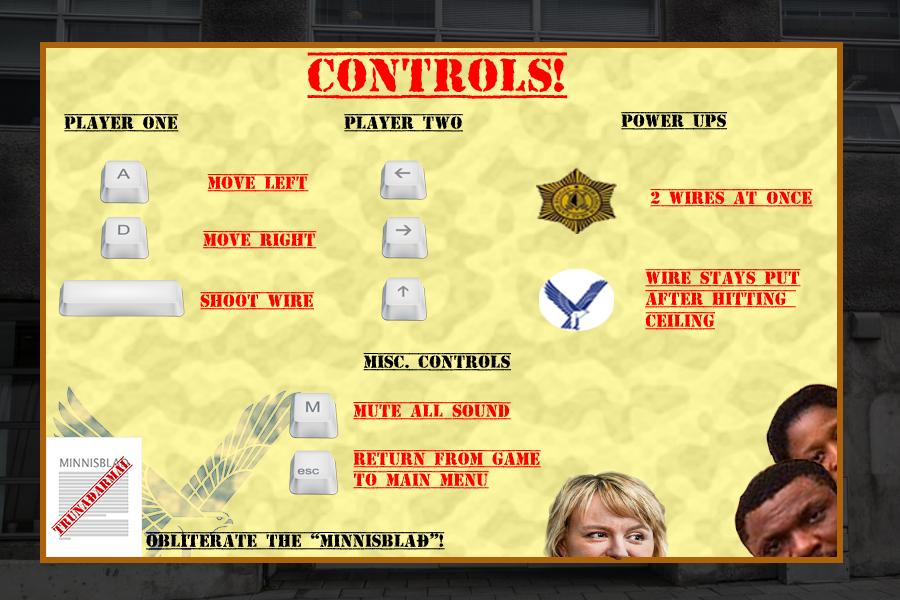 CONTROLS!
PLAYER ONE
PLAYER TWO
POWER UPS
A
MOVE LEFT
←
2 WIRES AT ONCE
D
MOVE RIGHT
→
SHOOT WIRE
↑
WIRE STAYS PUT
AFTER HITTING
CEILING
MISC. CONTROLS
M
MUTE ALL SOUND
esc
RETURN FROM GAME
TO MAIN MENU
MINNISBLAÐ
TRUNADARMAL
OBLITERATE THE “MINNISBLAÐ”!